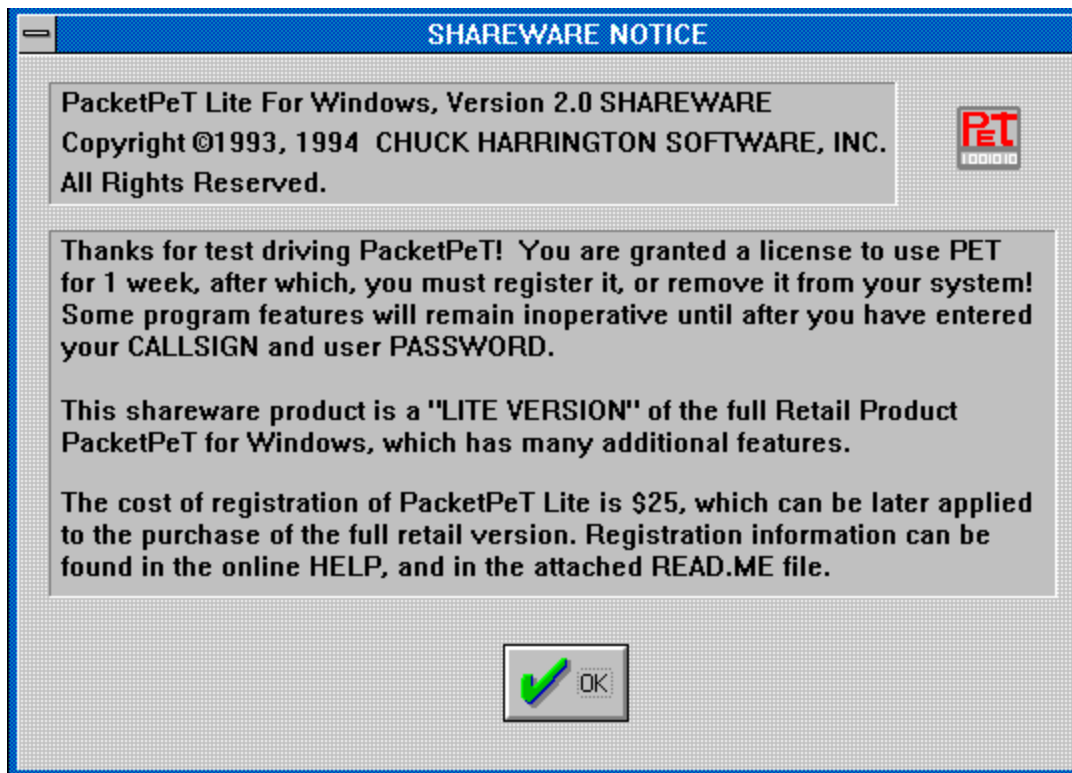 SHAREWARE NOTICE
PacketPeT Lite For Windows, Version 2.0 SHAREWARE
Copyright ©1993, 1994  CHUCK HARRINGTON SOFTWARE, INC.
All Rights Reserved.
PET
1001010
Thanks for test driving PacketPeT!  You are granted a license to use PET
for 1 week, after which, you must register it, or remove it from your system!
Some program features will remain inoperative until after you have entered
your CALLSIGN and user PASSWORD.
This shareware product is a "LITE VERSION" of the full Retail Product
PacketPeT for Windows, which has many additional features.
The cost of registration of PacketPeT Lite is $25, which can be later applied
to the purchase of the full retail version. Registration information can be
found in the online HELP, and in the attached READ.ME file.
OK